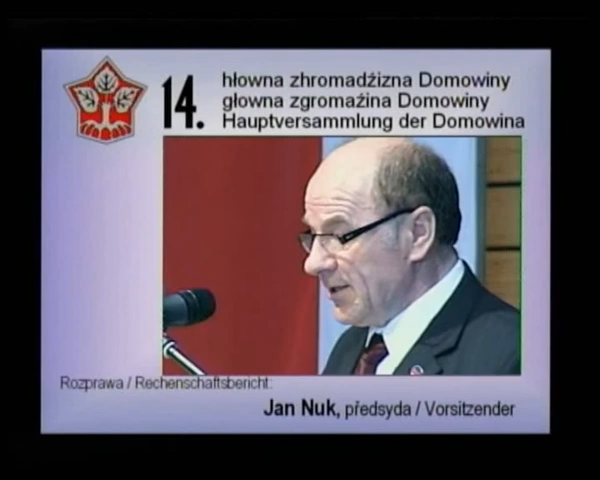 14.
hłowna zhromadźizna Domowiny
głowna zgromaźina Domowiny
Hauptversammlung der Domowina
Rozprawa / Rechenschaftsbericht:
Jan Nuk, předsyda / Vorsitzender